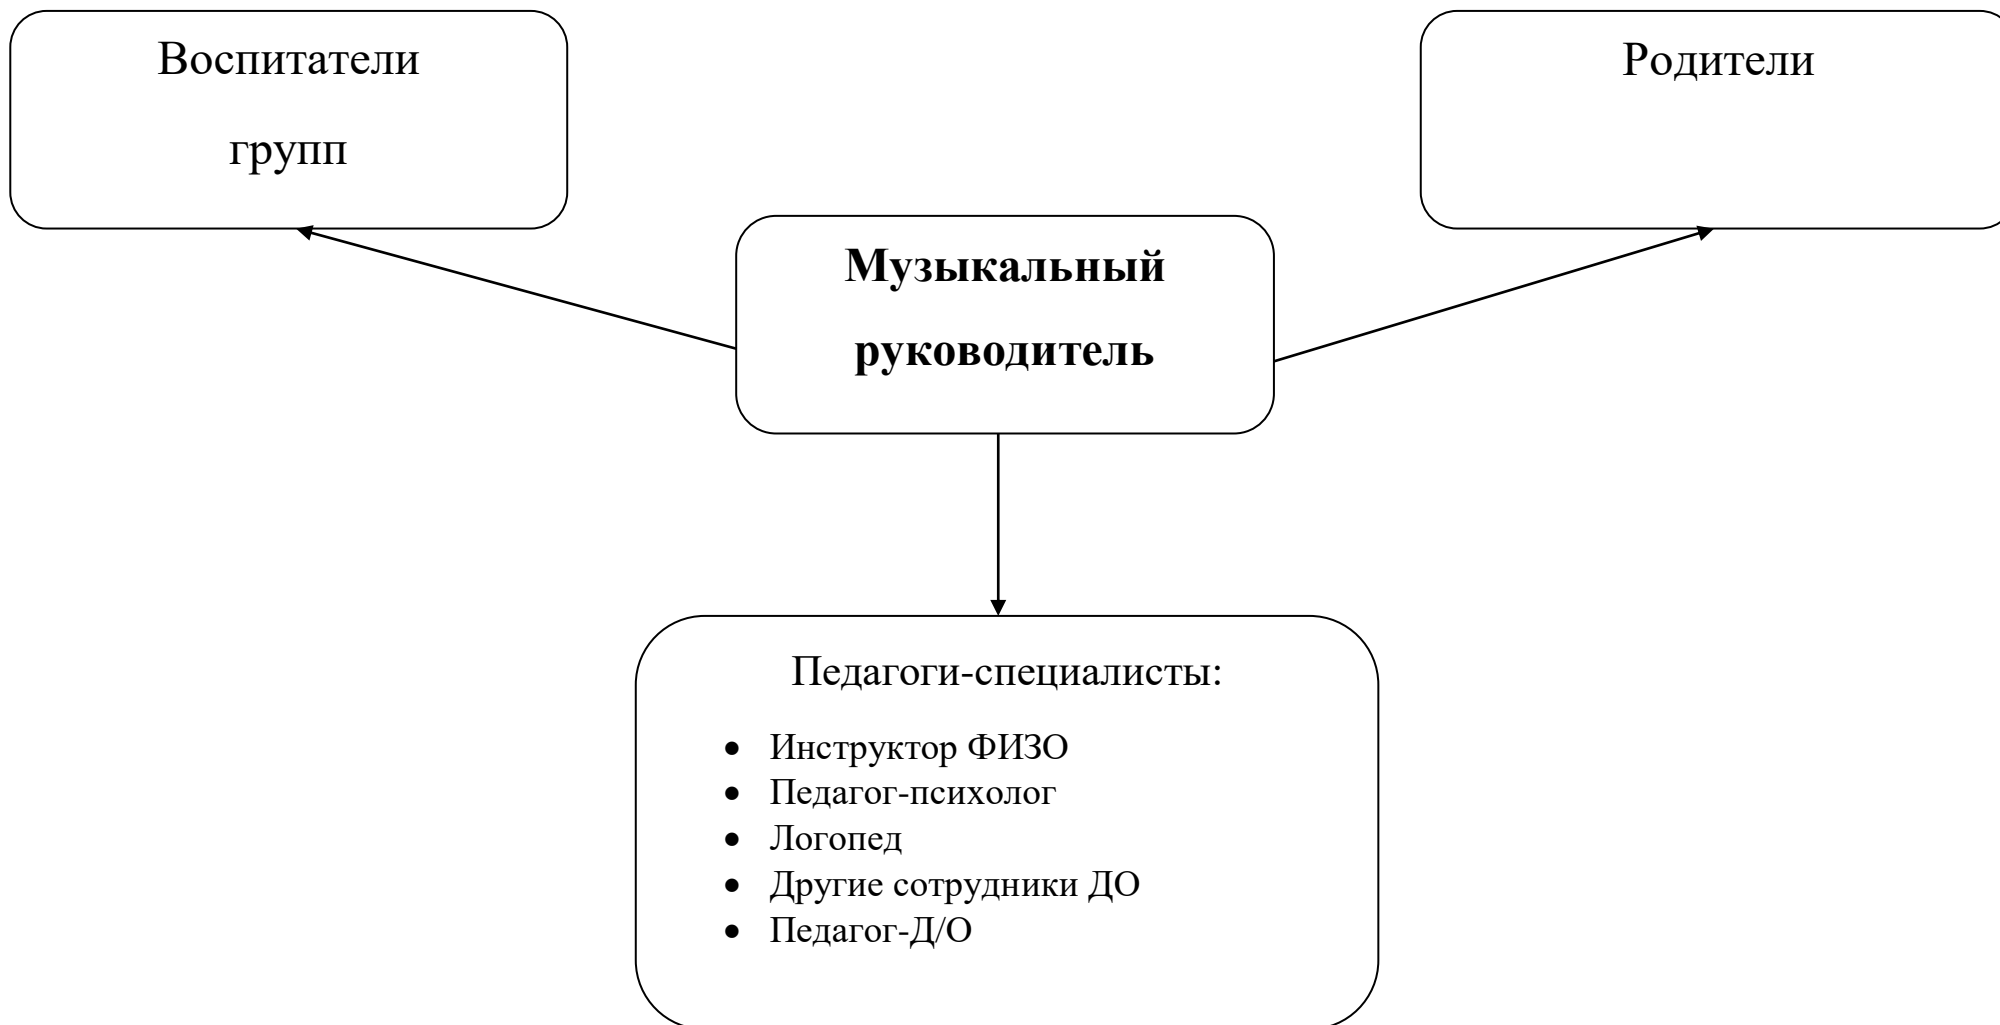 Воспитатели
групп
Родители
Музыкальный
руководитель
Педагоги-специалисты:
• Инструктор ФИЗО
• Педагог-психолог
• Логопед
• Другие сотрудники ДО
• Педагог-Д/О